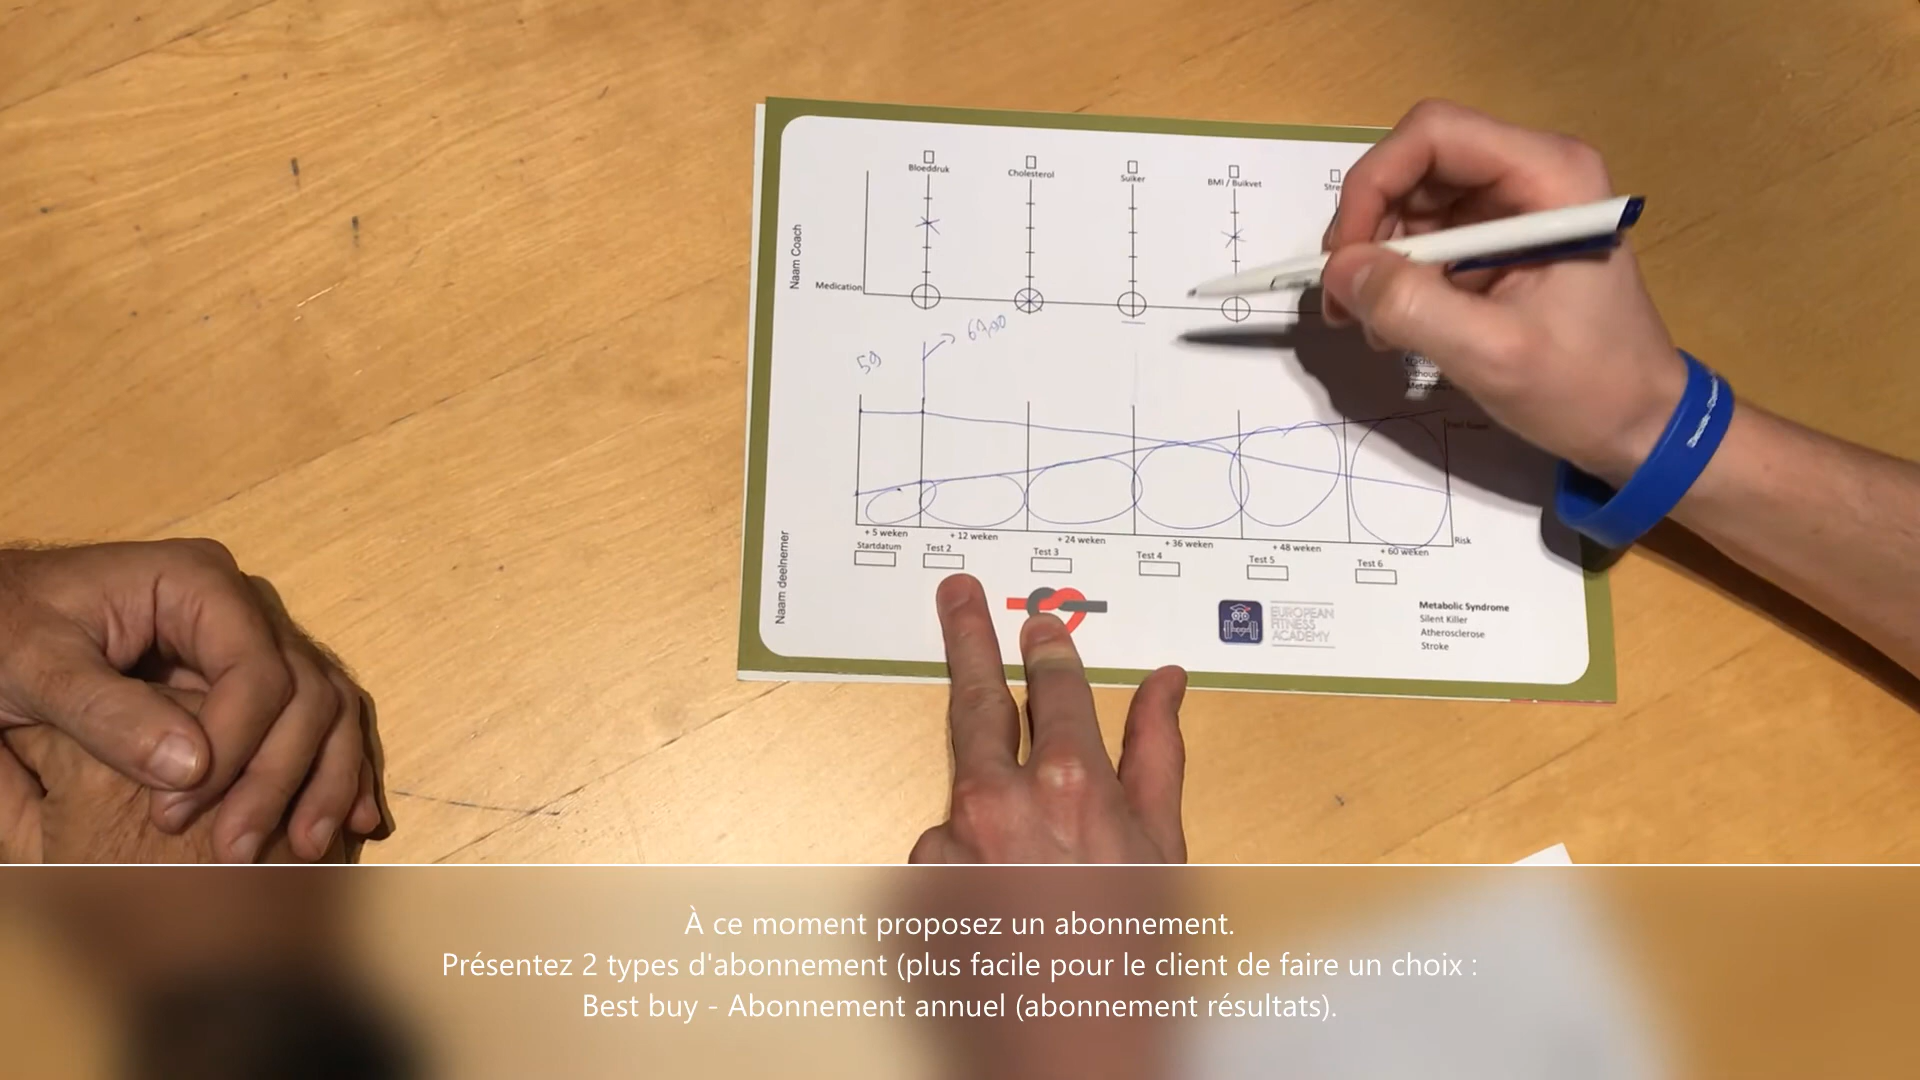 Bloeddruk
Cholesterol
Suiker
BMI / Buikvet
Naam Coach
Medication
59
Naam deelnemer
+ 5 weken
+ 12 weken
+ 24 weken
+ 36 weken
+ 48 weken
+ 60 weken
Risk
Startdatum
Test 2
Test 3
Test 4
Test 5
Test 6
EUROPEAN
FITNESS
ACADEMY
Metabolic Syndrome
Silent Killer
Atherosclerose
Stroke
À ce moment proposez un abonnement.
Présentez 2 types d'abonnement (plus facile pour le client de faire un choix :
Best buy - Abonnement annuel (abonnement résultats).